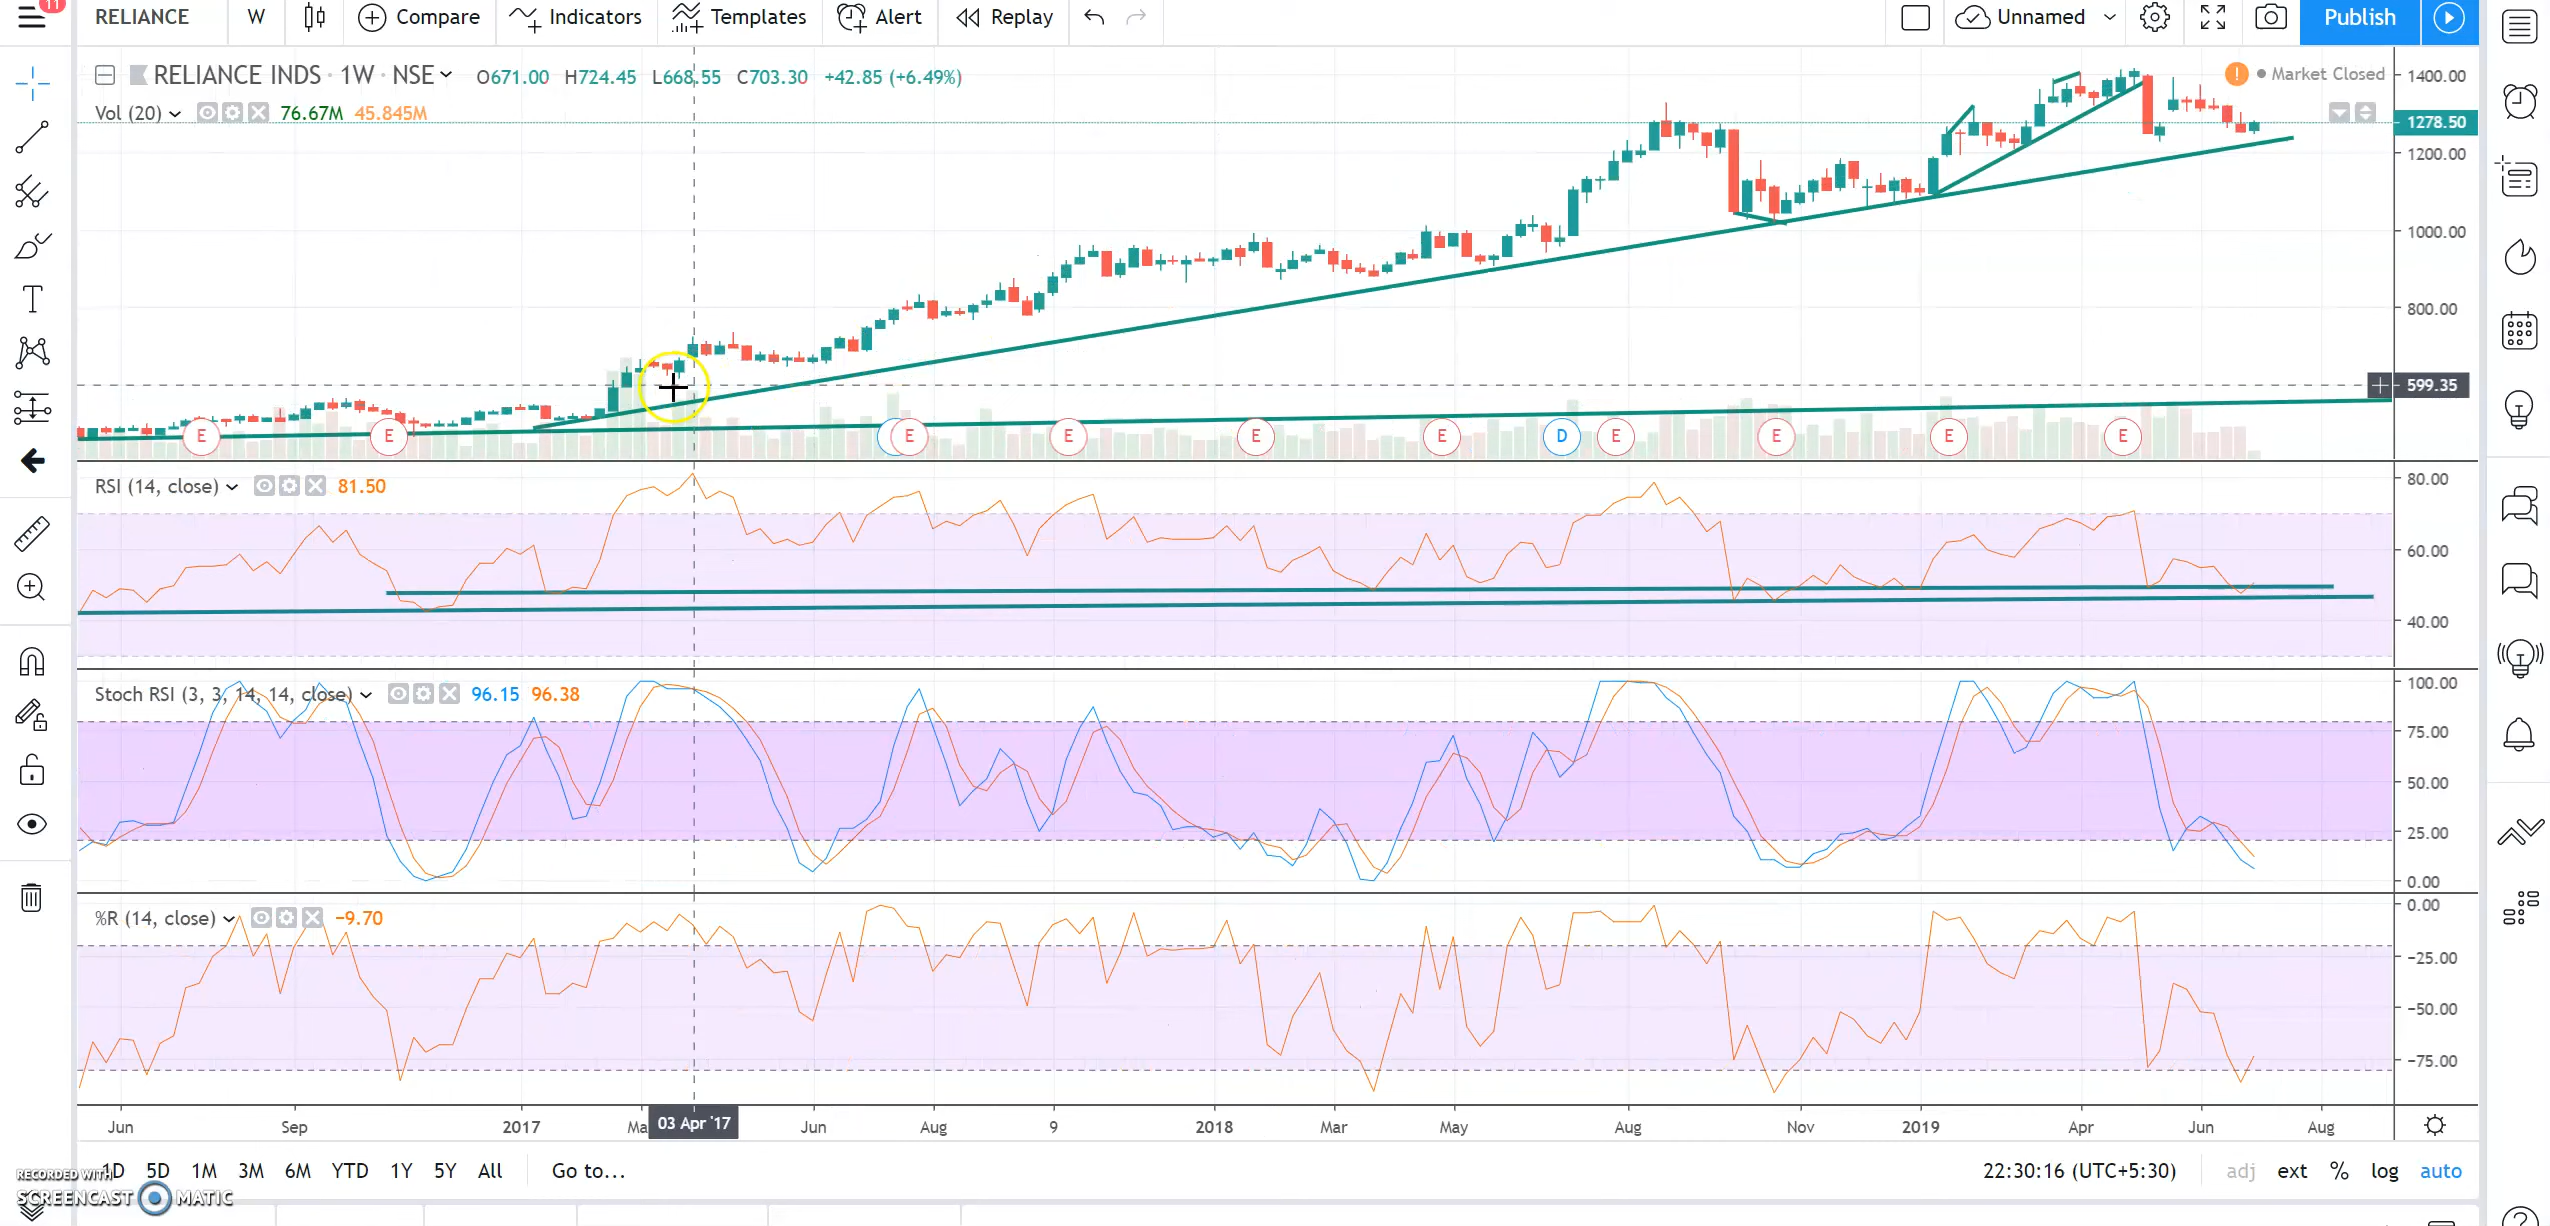 11
RELIANCE W Compare Indicators Templates Alert Replay Unnamed Publish
RELIANCE INDS · 1W · NSE O671.00 H724.45 L668.55 C703.30 +42.85 (+6.49%)
! Market Closed
Vol (20) 76.67M 45.845M
1400.00
1278.50
1200.00
1000.00
800.00
599.35
E E E E E E D E E E E
RSI (14, close) 81.50
80.00
60.00
40.00
Stoch RSI (3, 3, 14, 14, close) 96.15 96.38
100.00
75.00
50.00
25.00
0.00
%R (14, close) −9.70
0.00
−25.00
−50.00
−75.00
Jun Sep 2017 Ma 03 Apr '17 Jun Aug 9 2018 Mar May Aug Nov 2019 Apr Jun Aug
1D 5D 1M 3M 6M YTD 1Y 5Y All Go to... 22:30:16 (UTC+5:30) adj ext % log auto
RECORDED WITH
SCREENCAST MATIC